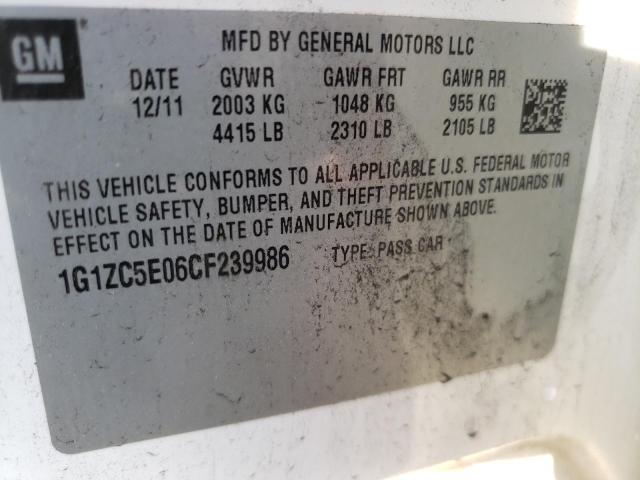 GM
MFD BY GENERAL MOTORS LLC
DATE GVWR GAWR FRT GAWR RR
12/11 2003 KG 1048 KG 955 KG
4415 LB 2310 LB 2105 LB
THIS VEHICLE CONFORMS TO ALL APPLICABLE U.S. FEDERAL MOTOR
VEHICLE SAFETY, BUMPER, AND THEFT PREVENTION STANDARDS IN
EFFECT ON THE DATE OF MANUFACTURE SHOWN ABOVE.
1G1ZC5E06CF239986 TYPE: PASS CAR